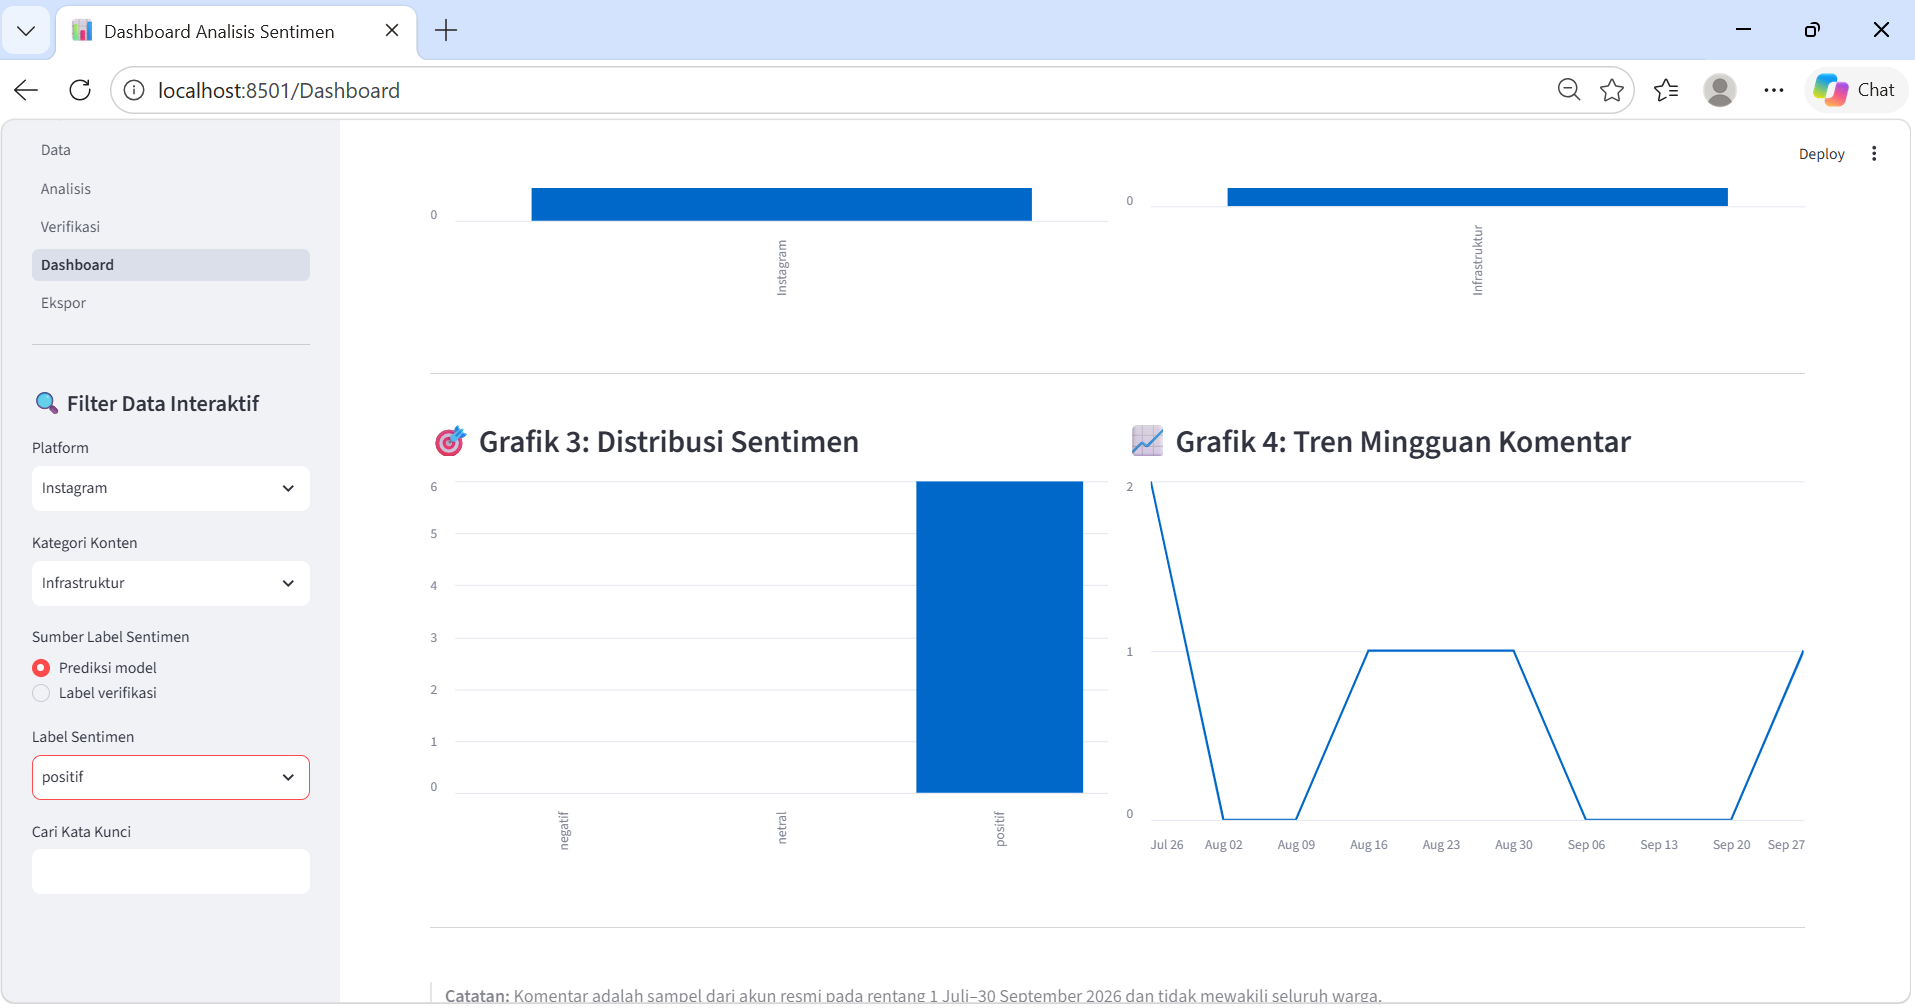 Dashboard Analisis Sentimen
localhost:8501/Dashboard
Chat
Data
Analisis
Verifikasi
Dashboard
Ekspor
Filter Data Interaktif
Platform
Instagram
Kategori Konten
Infrastruktur
Sumber Label Sentimen
Prediksi model
Label verifikasi
Label Sentimen
positif
Cari Kata Kunci
Deploy
0
Instagram
0
Infrastruktur
Grafik 3: Distribusi Sentimen
6
5
4
3
2
1
0
negatif netral positif
Grafik 4: Tren Mingguan Komentar
2
1
0
Jul 26 Aug 02 Aug 09 Aug 16 Aug 23 Aug 30 Sep 06 Sep 13 Sep 20 Sep 27
Catatan: Komentar adalah sampel dari akun resmi pada rentang 1 Juli–30 September 2026 dan tidak mewakili seluruh warga.